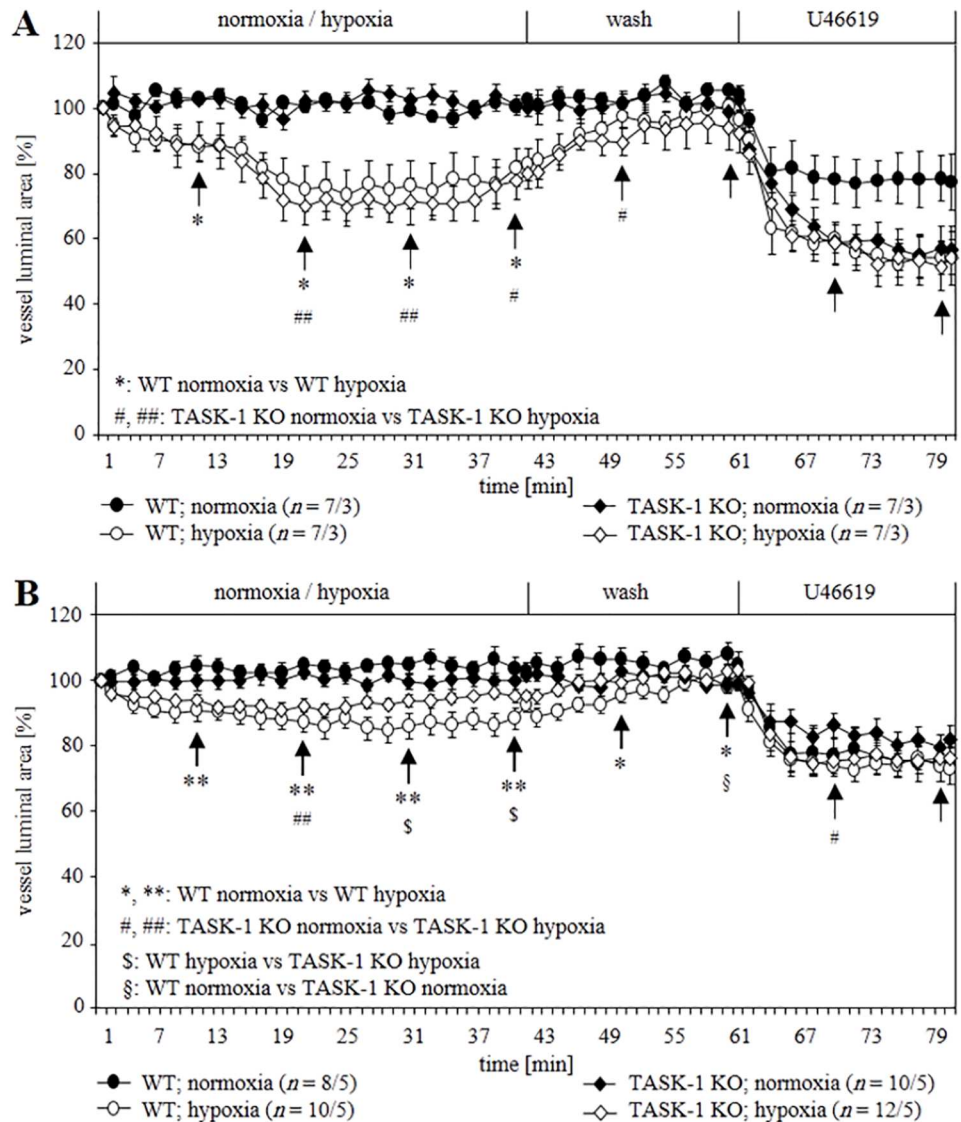 A
normoxia / hypoxia wash U46619
120
100
80
60
40
20
0
vessel luminal area [%]
*
*
##
*
##
*
#
#
*: WT normoxia vs WT hypoxia
#, ##: TASK-1 KO normoxia vs TASK-1 KO hypoxia
1 7 13 19 25 31 37 43 49 55 61 67 73 79
time [min]
WT; normoxia (n = 7/3) TASK-1 KO; normoxia (n = 7/3)
WT; hypoxia (n = 7/3) TASK-1 KO; hypoxia (n = 7/3)
B
normoxia / hypoxia wash U46619
120
100
80
60
40
20
0
vessel luminal area [%]
**
**
##
**
$
**
$
*
*
§
#
*, **: WT normoxia vs WT hypoxia
#, ##: TASK-1 KO normoxia vs TASK-1 KO hypoxia
$: WT hypoxia vs TASK-1 KO hypoxia
§: WT normoxia vs TASK-1 KO normoxia
1 7 13 19 25 31 37 43 49 55 61 67 73 79
time [min]
WT; normoxia (n = 8/5) TASK-1 KO; normoxia (n = 10/5)
WT; hypoxia (n = 10/5) TASK-1 KO; hypoxia (n = 12/5)